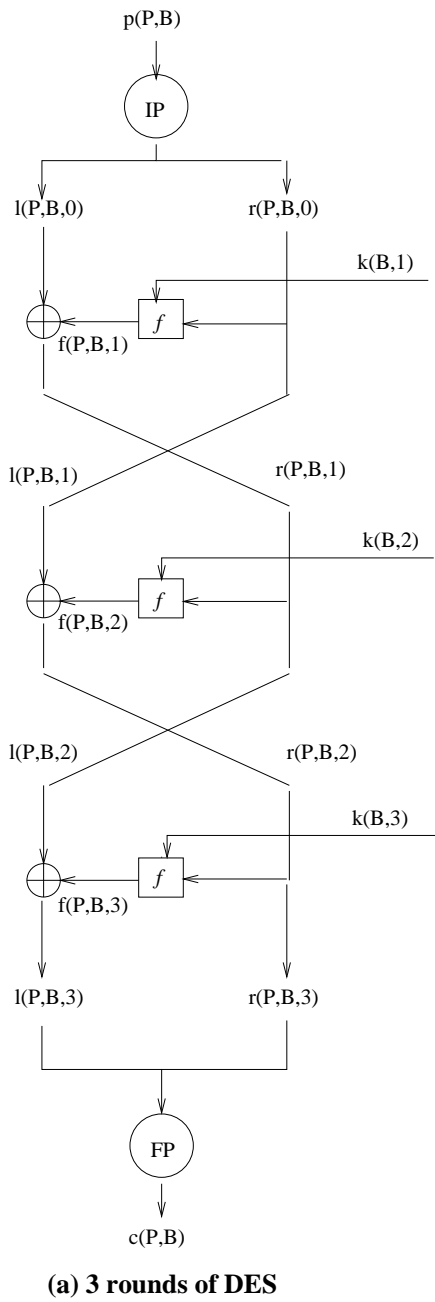 p(P,B)
IP
l(P,B,0)
r(P,B,0)
k(B,1)
f
f(P,B,1)
l(P,B,1)
r(P,B,1)
k(B,2)
f
f(P,B,2)
l(P,B,2)
r(P,B,2)
k(B,3)
f
f(P,B,3)
l(P,B,3)
r(P,B,3)
FP
c(P,B)
(a) 3 rounds of DES